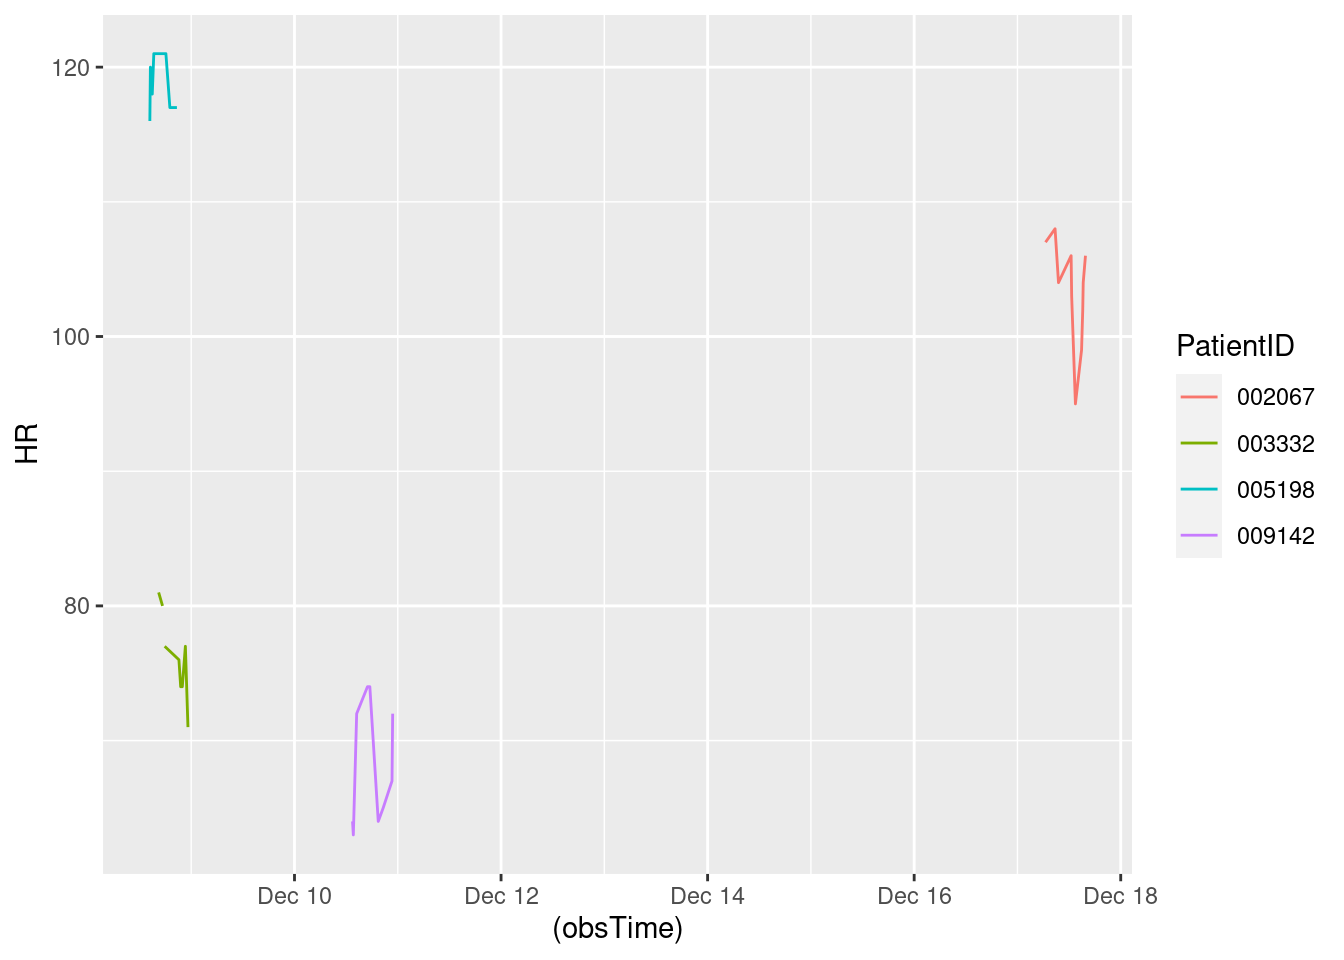 120
100
80
HR
Dec 10
Dec 12
Dec 14
Dec 16
Dec 18
(obsTime)
PatientID
002067
003332
005198
009142